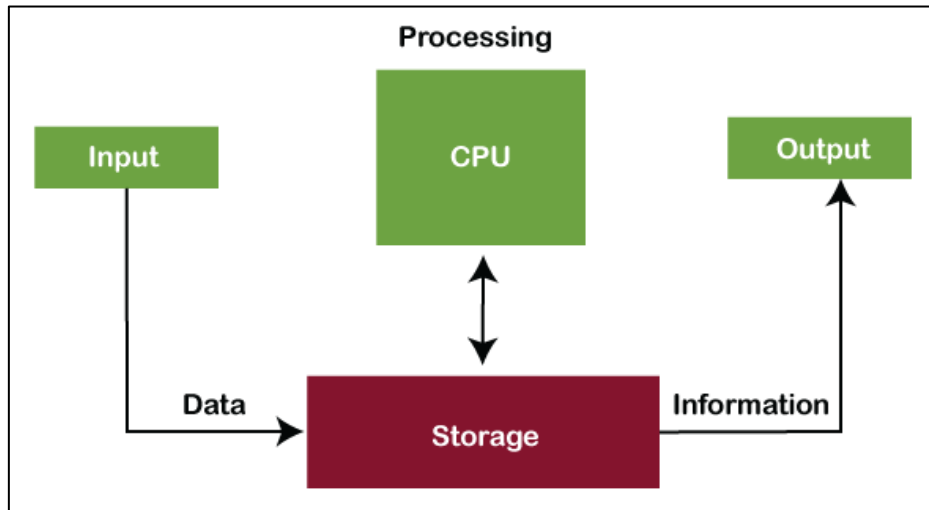 Processing
Input
CPU
Output
Data
Storage
Information